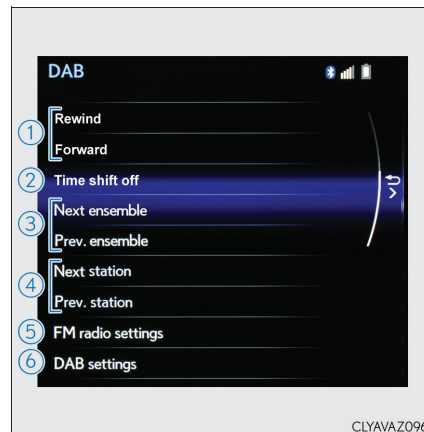 DAB
1
Rewind
Forward
2
Time shift off
3
Next ensemble
Prev. ensemble
4
Next station
Prev. station
5
FM radio settings
6
DAB settings
CLYAVAZ096